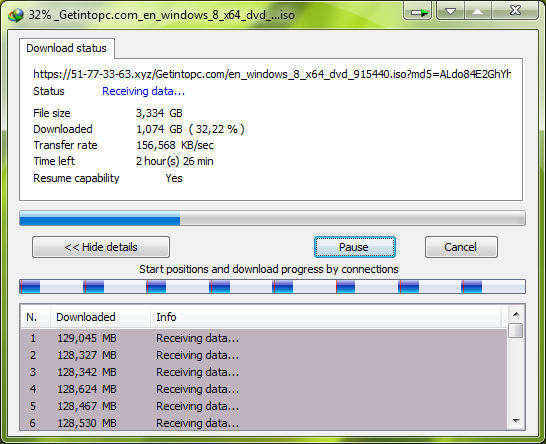 32% _Getintopc.com_en_windows_8_x64_dvd_...iso
Download status
https://51-77-33-63.xyz/Getintopc.com/en_windows_8_x64_dvd_915440.iso?md5=ALdo84E2GhYh
Status Receiving data...
File size 3,334 GB
Downloaded 1,074 GB ( 32,22 % )
Transfer rate 156,568 KB/sec
Time left 2 hour(s) 26 min
Resume capability Yes
<< Hide details Pause Cancel
Start positions and download progress by connections
N. Downloaded Info
1 129,045 MB Receiving data...
2 128,327 MB Receiving data...
3 128,342 MB Receiving data...
4 128,624 MB Receiving data...
5 128,467 MB Receiving data...
6 128,530 MB Receiving data...